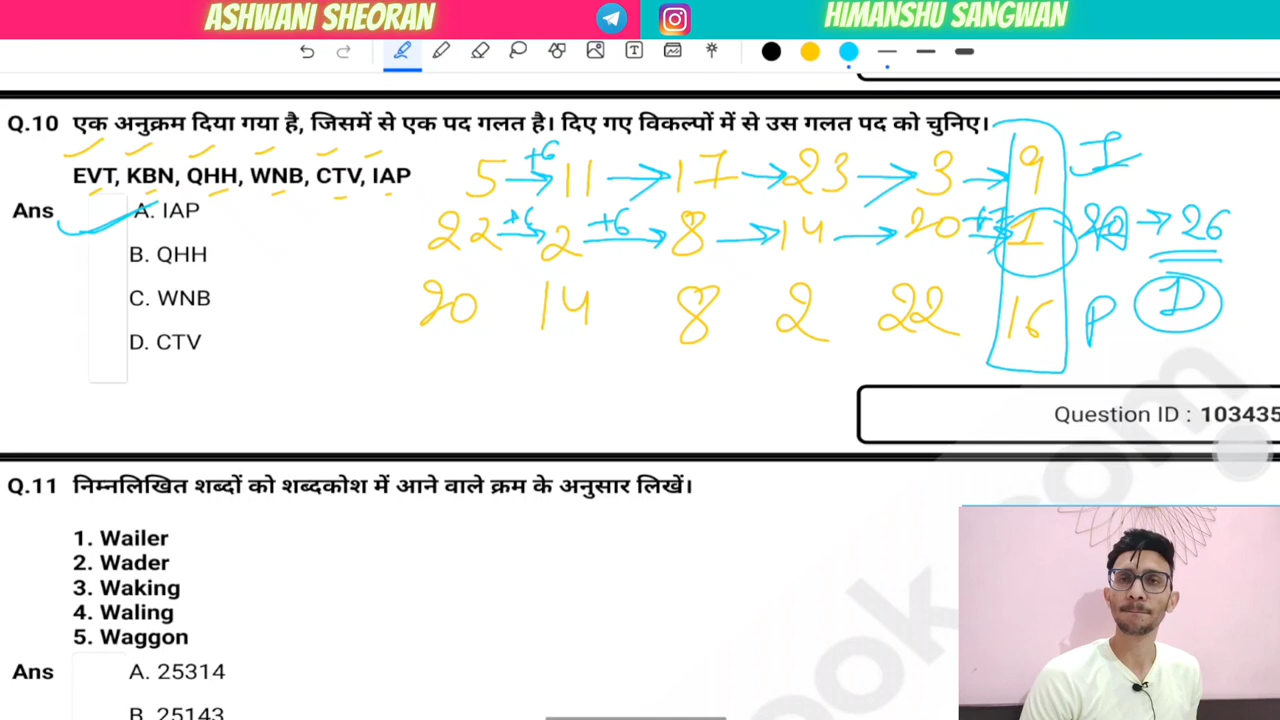 ASHWANI SHEORAN
HIMANSHU SANGWAN
Q.10 एक अनुक्रम दिया गया है, जिसमें से एक पद गलत है। दिए गए विकल्पों में से उस गलत पद को चुनिए।
EVT, KBN, QHH, WNB, CTV, IAP
5 +6 → 11 → 17 → 23 → 3 → 9 I
Ans A. IAP
22 → 2 +6 → 8 → 14 → 20 → 1 → 26
B. QHH
C. WNB
20 14 8 2 22 16 P D
D. CTV
Question ID : 103435
Q.11 निम्नलिखित शब्दों को शब्दकोश में आने वाले क्रम के अनुसार लिखें।
1. Wailer
2. Wader
3. Waking
4. Waling
5. Waggon
Ans A. 25314
B. 25143